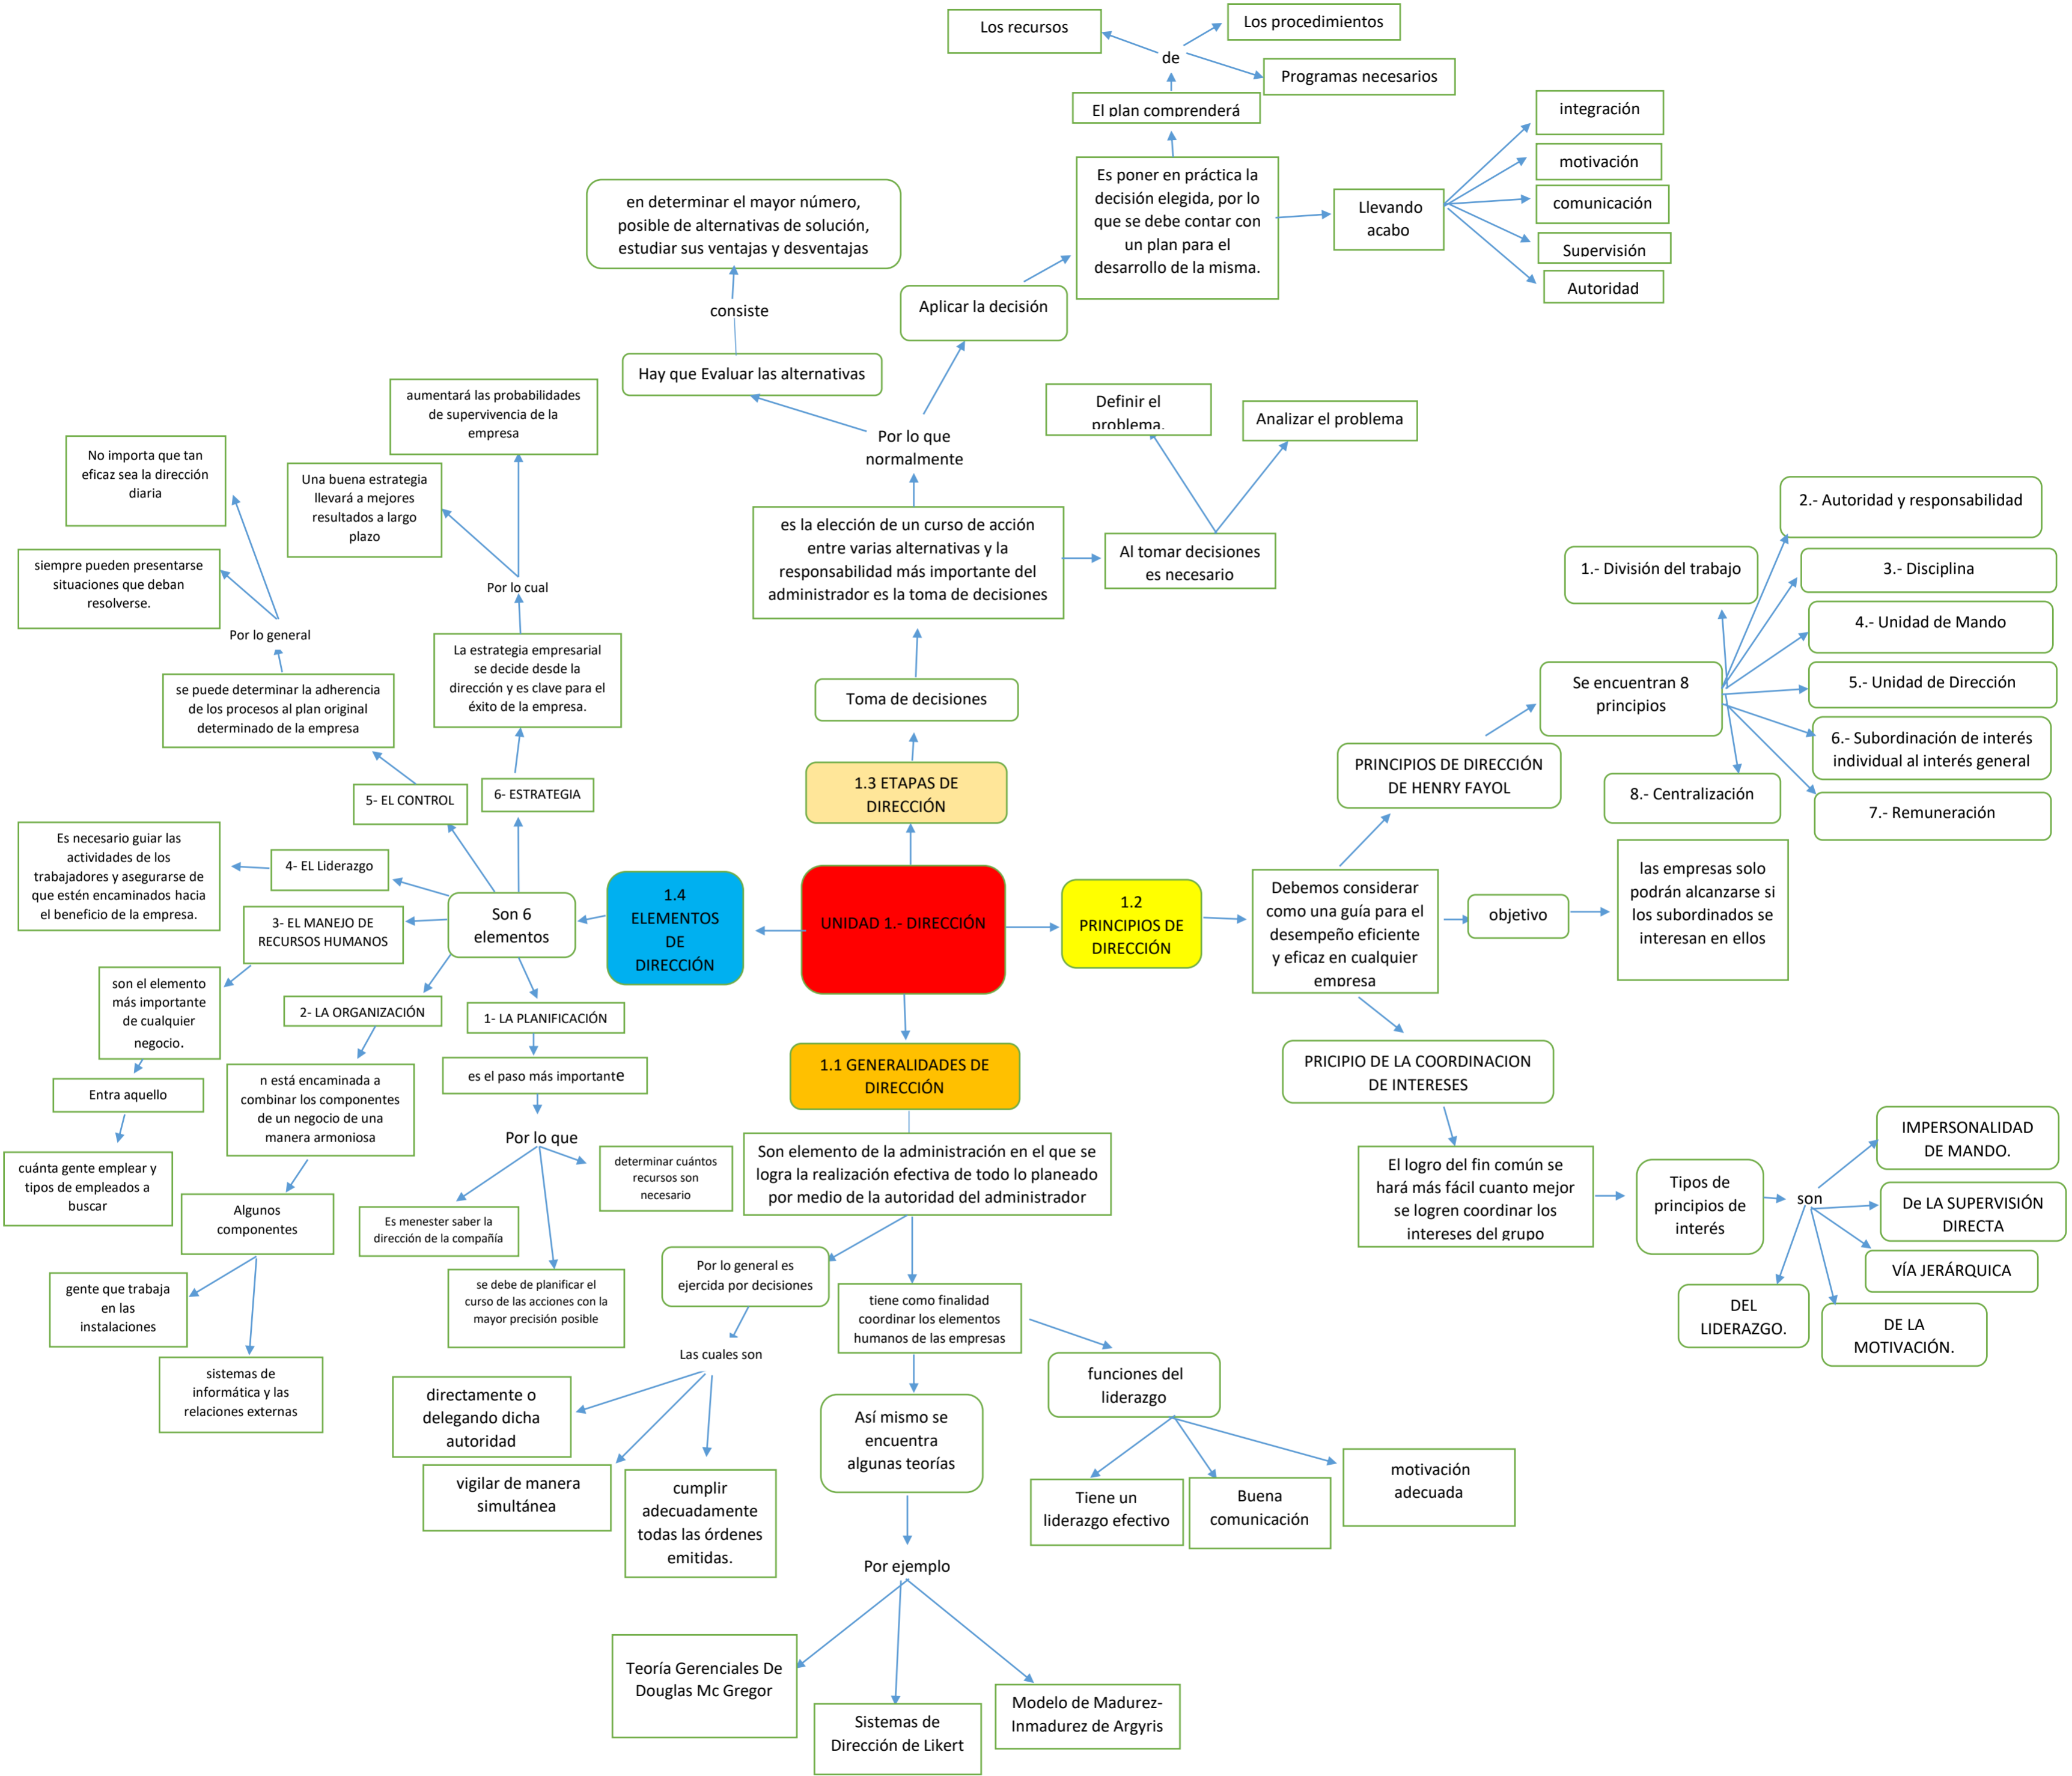 Los recursos
Los procedimientos
de
Programas necesarios
El plan comprenderá
integración
motivación
comunicación
Supervisión
Autoridad
Es poner en práctica la
decisión elegida, por lo
que se debe contar con
un plan para el
desarrollo de la misma.
Llevando
acabo
en determinar el mayor número,
posible de alternativas de solución,
estudiar sus ventajas y desventajas
consiste
Aplicar la decisión
Hay que Evaluar las alternativas
Por lo que
normalmente
Definir el
problema.
Analizar el problema
es la elección de un curso de acción
entre varias alternativas y la
responsabilidad más importante del
administrador es la toma de decisiones
Al tomar decisiones
es necesario
Toma de decisiones
1.3 ETAPAS DE
DIRECCIÓN
aumentará las probabilidades
de supervivencia de la
empresa
Una buena estrategia
llevará a mejores
resultados a largo
plazo
Por lo cual
La estrategia empresarial
se decide desde la
dirección y es clave para el
éxito de la empresa.
6- ESTRATEGIA
No importa que tan
eficaz sea la dirección
diaria
siempre pueden presentarse
situaciones que deban
resolverse.
Por lo general
se puede determinar la adherencia
de los procesos al plan original
determinado de la empresa
5- EL CONTROL
Es necesario guiar las
actividades de los
trabajadores y asegurarse de
que estén encaminados hacia
el beneficio de la empresa.
4- EL Liderazgo
3- EL MANEJO DE
RECURSOS HUMANOS
Son 6
elementos
1.4
ELEMENTOS
DE
DIRECCIÓN
UNIDAD 1.- DIRECCIÓN
1.2
PRINCIPIOS DE
DIRECCIÓN
Debemos considerar
como una guía para el
desempeño eficiente
y eficaz en cualquier
empresa
objetivo
las empresas solo
podrán alcanzarse si
los subordinados se
interesan en ellos
PRINCIPIOS DE DIRECCIÓN
DE HENRY FAYOL
Se encuentran 8
principios
1.- División del trabajo
2.- Autoridad y responsabilidad
3.- Disciplina
4.- Unidad de Mando
5.- Unidad de Dirección
6.- Subordinación de interés
individual al interés general
7.- Remuneración
8.- Centralización
PRICIPIO DE LA COORDINACION
DE INTERESES
El logro del fin común se
hará más fácil cuanto mejor
se logren coordinar los
intereses del grupo
Tipos de
principios de
interés
son
IMPERSONALIDAD
DE MANDO.
De LA SUPERVISIÓN
DIRECTA
VÍA JERÁRQUICA
DE LA
MOTIVACIÓN.
DEL
LIDERAZGO.
son el elemento
más importante
de cualquier
negocio.
Entra aquello
cuánta gente emplear y
tipos de empleados a
buscar
2- LA ORGANIZACIÓN
n está encaminada a
combinar los componentes
de un negocio de una
manera armoniosa
Algunos
componentes
gente que trabaja
en las
instalaciones
sistemas de
informática y las
relaciones externas
1- LA PLANIFICACIÓN
es el paso más importante
Por lo que
determinar cuántos
recursos son
necesario
Es menester saber la
dirección de la compañía
se debe de planificar el
curso de las acciones con la
mayor precisión posible
1.1 GENERALIDADES DE
DIRECCIÓN
Son elemento de la administración en el que se
logra la realización efectiva de todo lo planeado
por medio de la autoridad del administrador
Por lo general es
ejercida por decisiones
Las cuales son
directamente o
delegando dicha
autoridad
vigilar de manera
simultánea
cumplir
adecuadamente
todas las órdenes
emitidas.
tiene como finalidad
coordinar los elementos
humanos de las empresas
funciones del
liderazgo
Tiene un
liderazgo efectivo
Buena
comunicación
motivación
adecuada
Así mismo se
encuentra
algunas teorías
Por ejemplo
Teoría Gerenciales De
Douglas Mc Gregor
Sistemas de
Dirección de Likert
Modelo de Madurez-
Inmadurez de Argyris